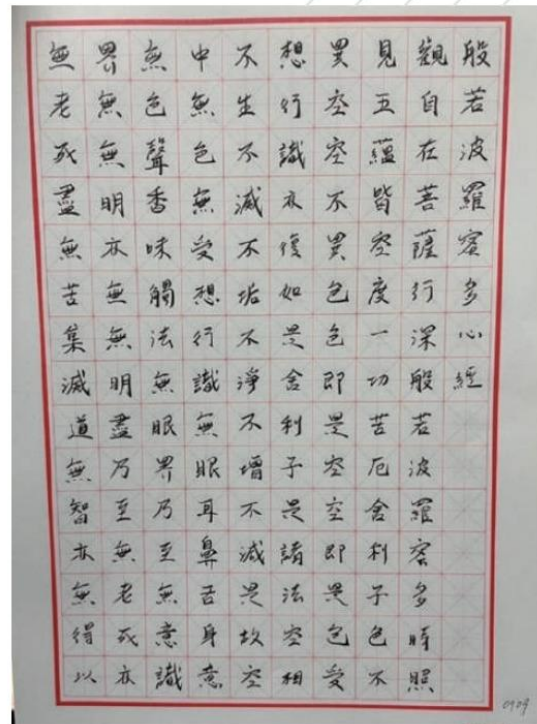 般若波羅蜜多心經
觀自在菩薩行深般若波羅蜜多時照
見五蘊皆空度一切苦厄舍利子色不
異空空不異色色即是空空即是色受
想行識亦復如是舍利子是諸法空相
不生不滅不垢不淨不增不減是故空
中無色無受想行識無眼耳鼻舌身意
無色聲香味觸法無眼界乃至無意識
界無無明亦無無明盡乃至無老死亦
無老死盡無苦集滅道無智亦無得以
0909